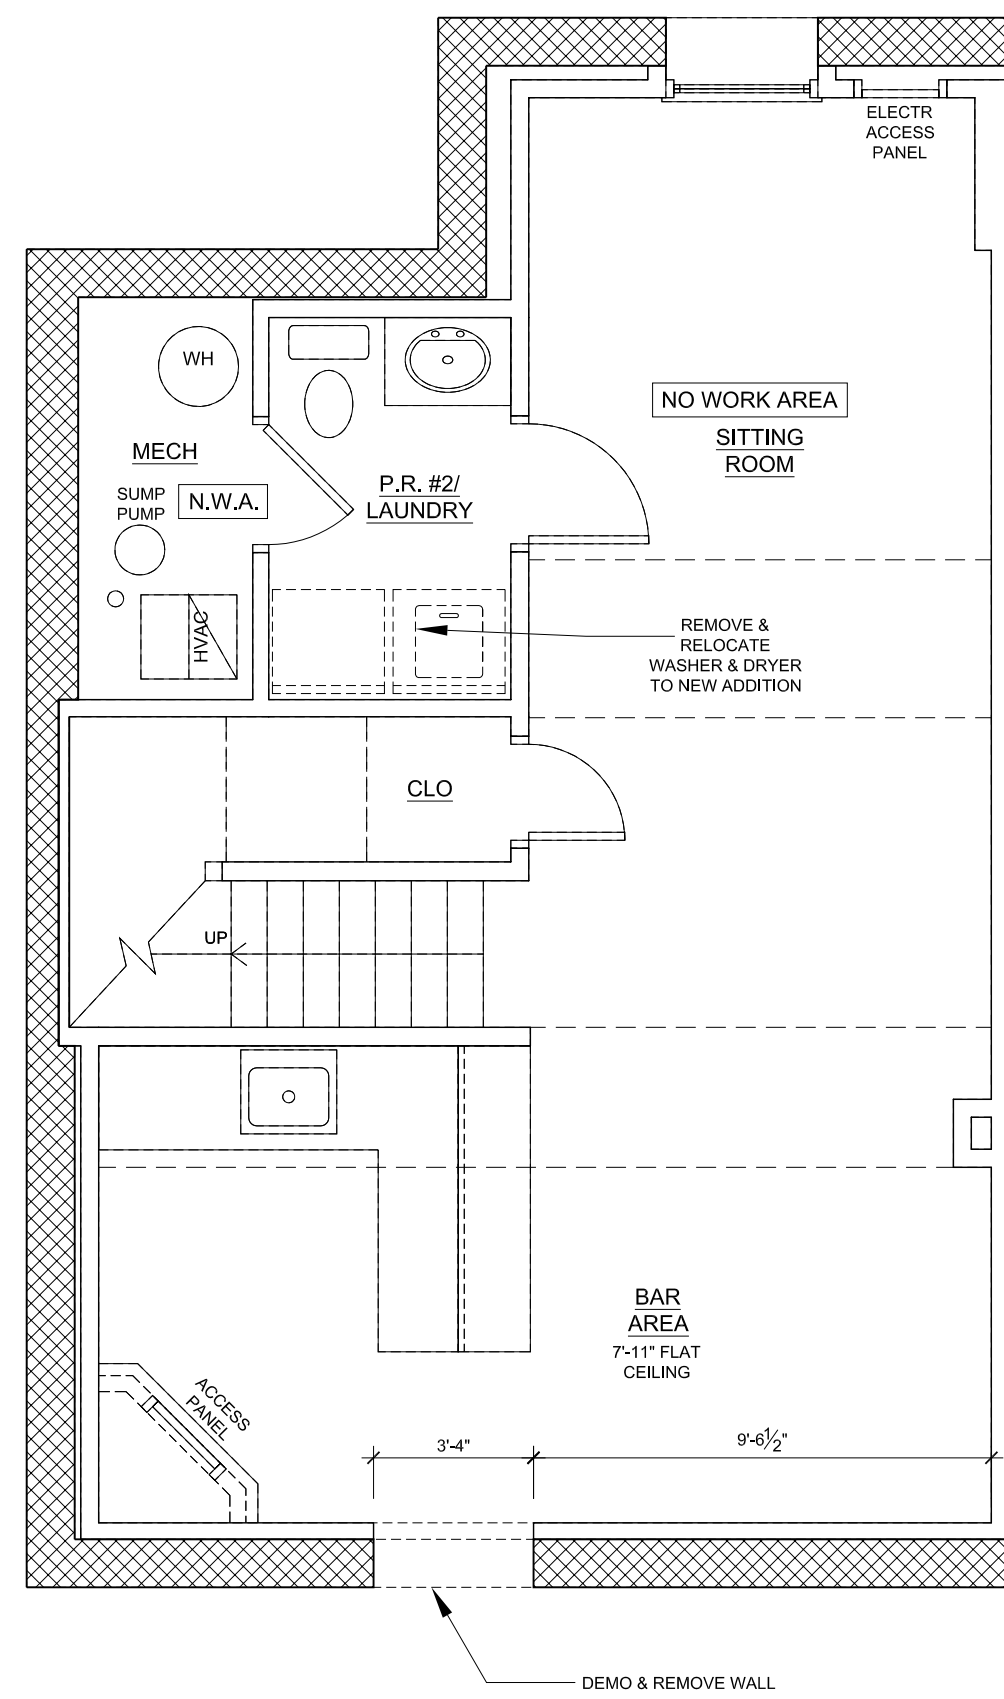 ELECTR
ACCESS
PANEL
WH
NO WORK AREA
SITTING
ROOM
MECH
P.R. #2/
LAUNDRY
SUMP
PUMP
N.W.A.
HVAC
REMOVE &
RELOCATE
WASHER & DRYER
TO NEW ADDITION
CLO
UP
BAR
AREA
7'-11" FLAT
CEILING
ACCESS
PANEL
3'-4"
9'-6½"
DEMO & REMOVE WALL